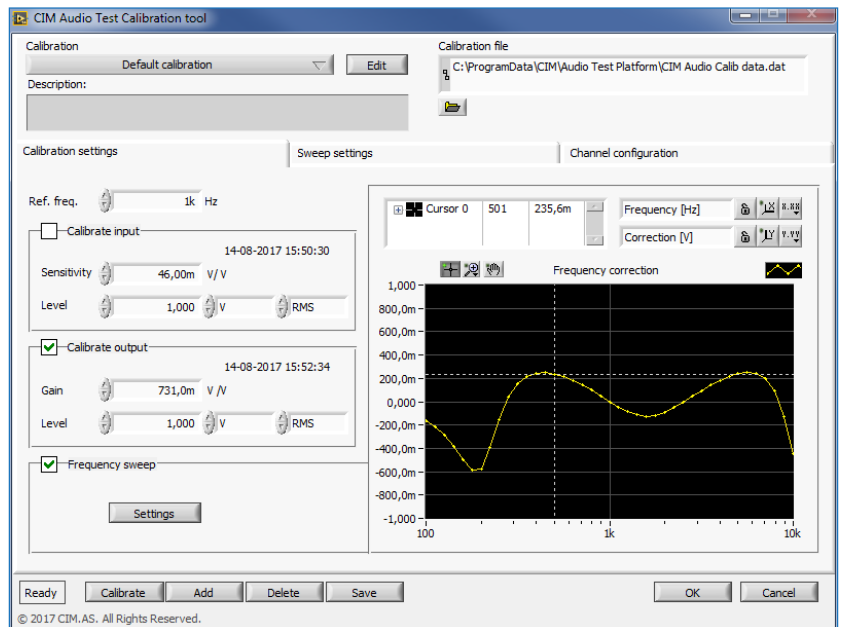 CIM Audio Test Calibration tool
Calibration
Default calibration
Edit
Description:
Calibration file
C:\ProgramData\CIM\Audio Test Platform\CIM Audio Calib data.dat
Calibration settings
Sweep settings
Channel configuration
Ref. freq.
1k Hz
Calibrate input
14-08-2017 15:50:30
Sensitivity
46,00m V/V
Level
1,000 V RMS
Calibrate output
14-08-2017 15:52:34
Gain
731,0m V/V
Level
1,000 V RMS
Frequency sweep
Settings
Cursor 0 501 235,6m
Frequency [Hz]
X X.XX
Correction [V]
Y Y.YY
Frequency correction
1,000
800,0m
600,0m
400,0m
200,0m
0,000
-200,0m
-400,0m
-600,0m
-800,0m
-1,000
100 1k 10k
Ready
Calibrate
Add
Delete
Save
OK
Cancel
© 2017 CIM.AS. All Rights Reserved.